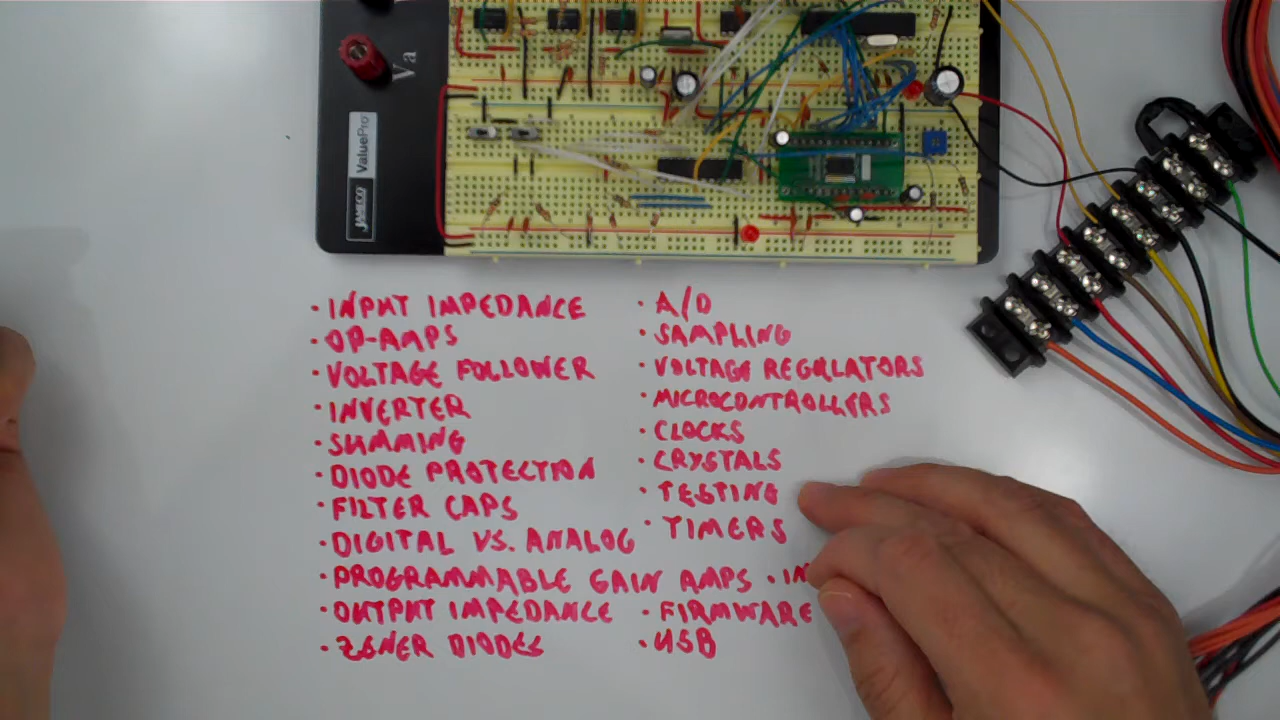 Va
JAMECO ValuePro
· INPUT IMPEDANCE
· OP-AMPS
· VOLTAGE FOLLOWER
· INVERTER
· SUMMING
· DIODE PROTECTION
· FILTER CAPS
· DIGITAL VS. ANALOG
· PROGRAMMABLE GAIN AMPS
· OUTPUT IMPEDANCE
· ZENER DIODES
· A/D
· SAMPLING
· VOLTAGE REGULATORS
· MICROCONTROLLERS
· CLOCKS
· CRYSTALS
· TESTING
· TIMERS
· IN
· FIRMWARE
· USB